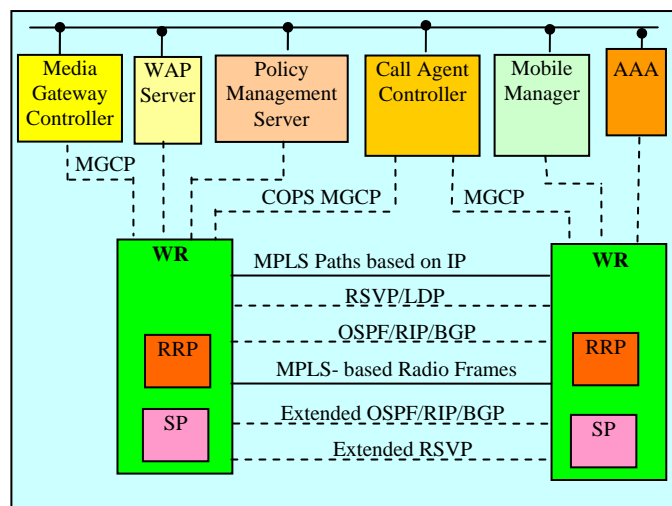 Media
Gateway
Controller
WAP
Server
Policy
Management
Server
Call Agent
Controller
Mobile
Manager
AAA
MGCP
COPS MGCP
MGCP
WR
WR
MPLS Paths based on IP
RSVP/LDP
OSPF/RIP/BGP
RRP
RRP
MPLS- based Radio Frames
SP
SP
Extended OSPF/RIP/BGP
Extended RSVP